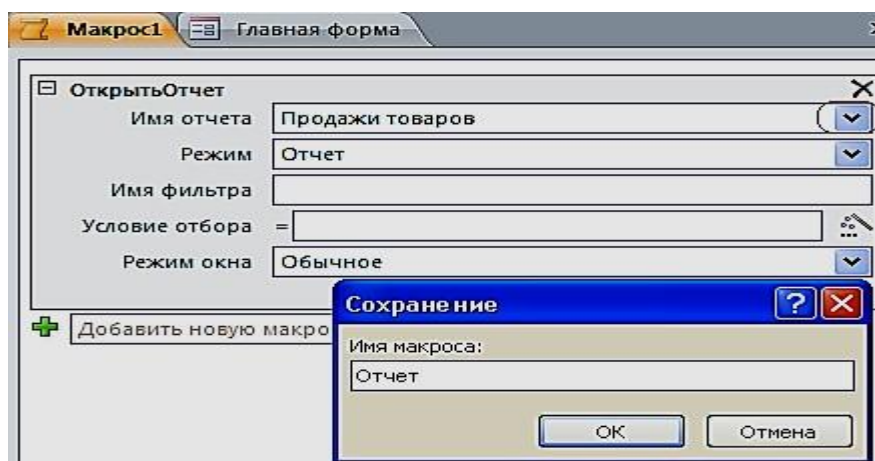 Макрос1 Главная форма
ОткрытьОтчет
Имя отчета Продажи товаров
Режим Отчет
Имя фильтра
Условие отбора =
Режим окна Обычное
Сохранение
Добавить новую макро
Имя макроса:
Отчет
ОК Отмена